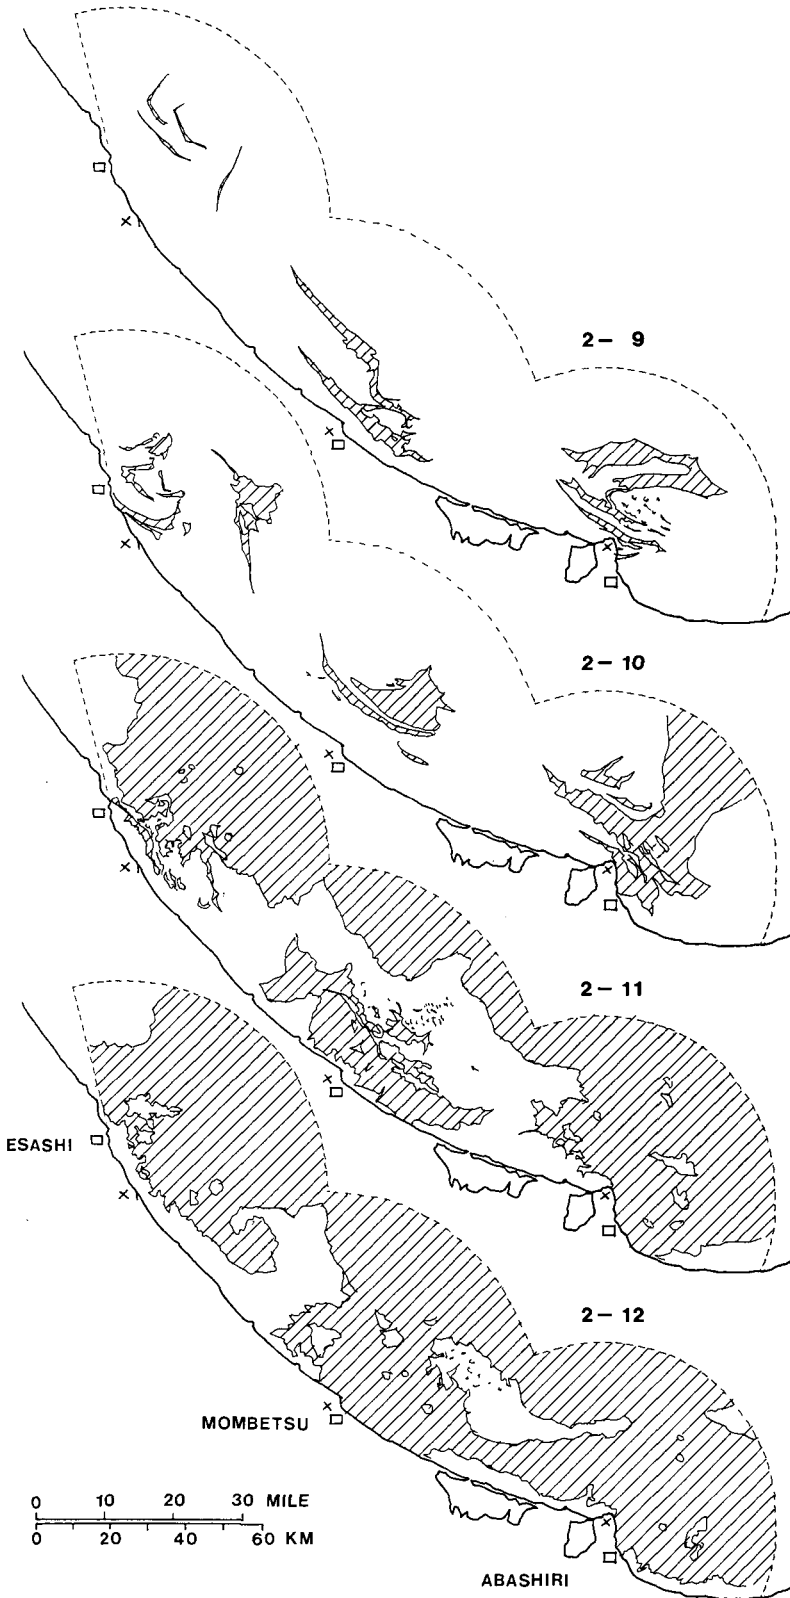 2 – 9
2 – 10
2 – 11
ESASHI
2 – 12
MOMBETSU
0 10 20 30 MILE
0 20 40 60 KM
ABASHIRI